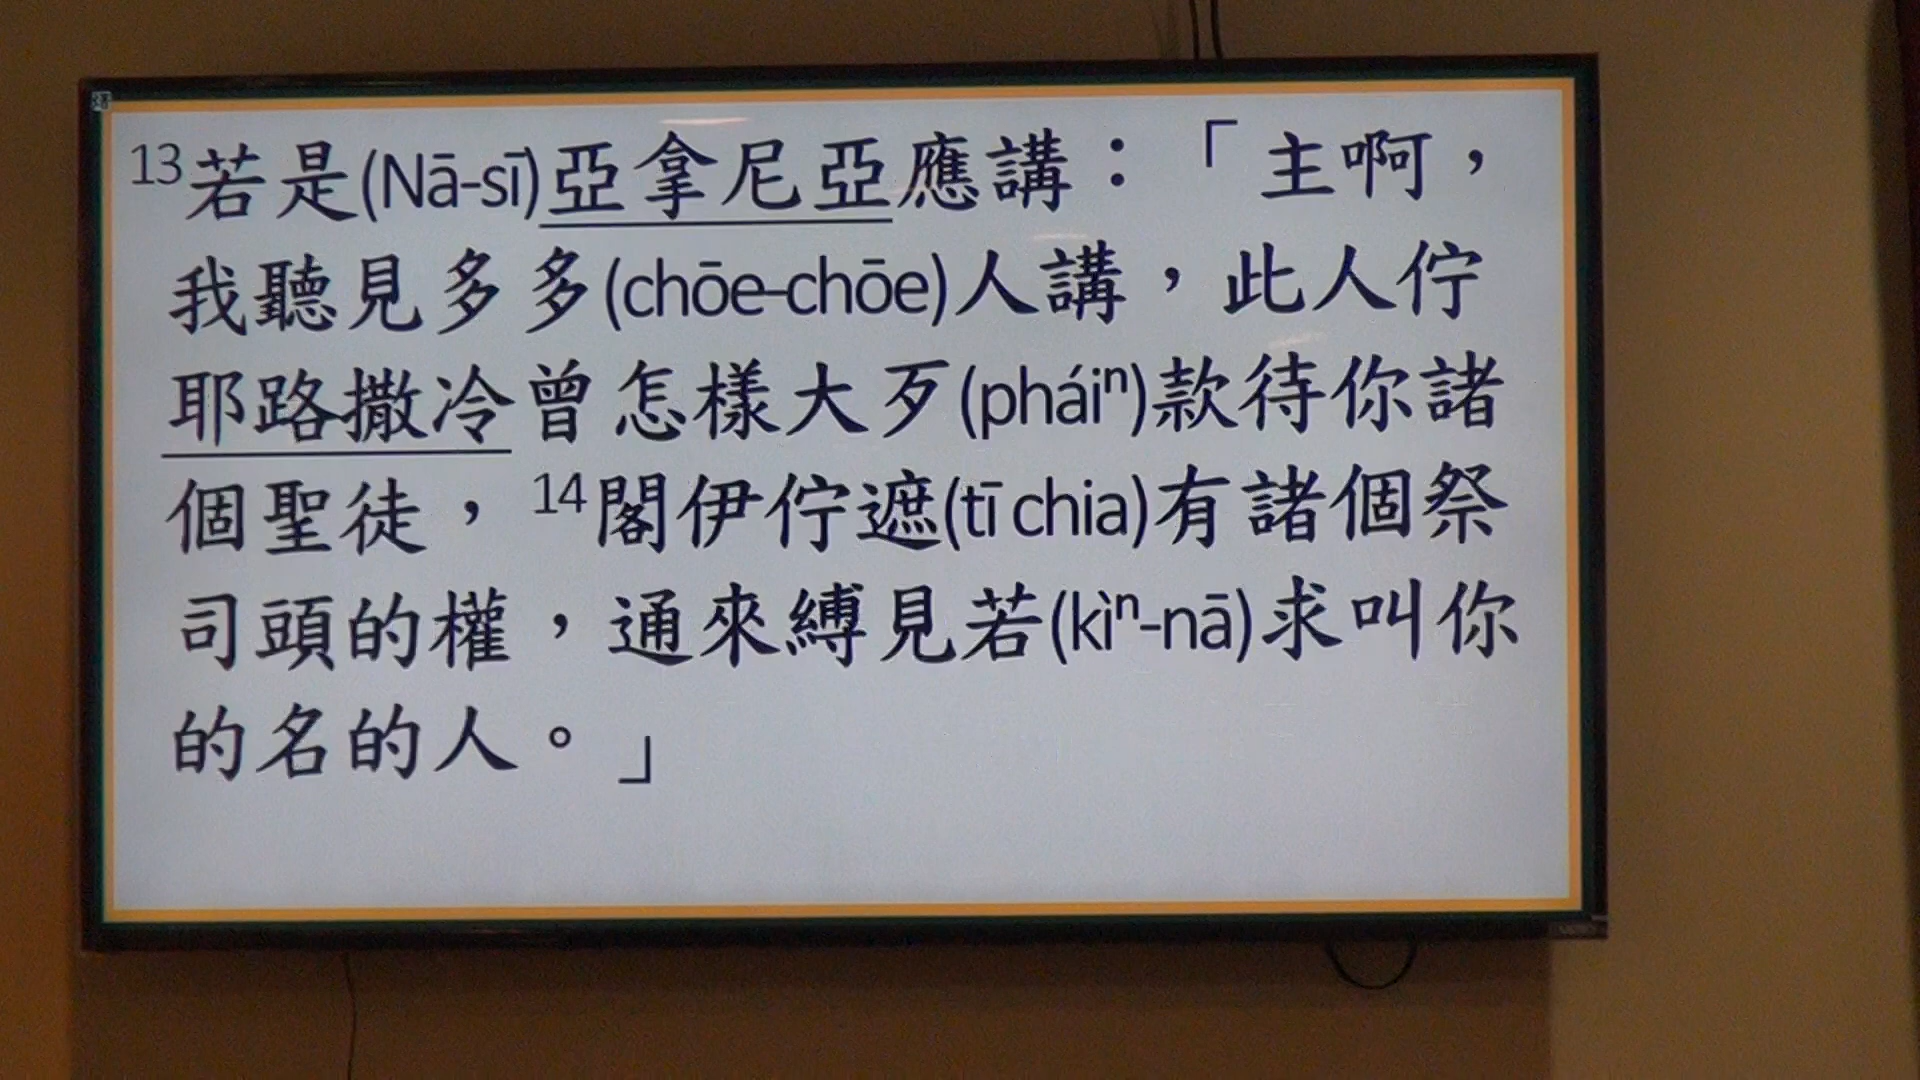 13若是(Nā-sī)亞拿尼亞應講：「主啊，
我聽見多多(chōe-chōe)人講，此人佇
耶路撒冷曾怎樣大歹(pháiⁿ)款待你諸
個聖徒，14閣伊佇遮(tī chia)有諸個祭
司頭的權，通來縛見若(kìⁿ-nā)求叫你
的名的人。」